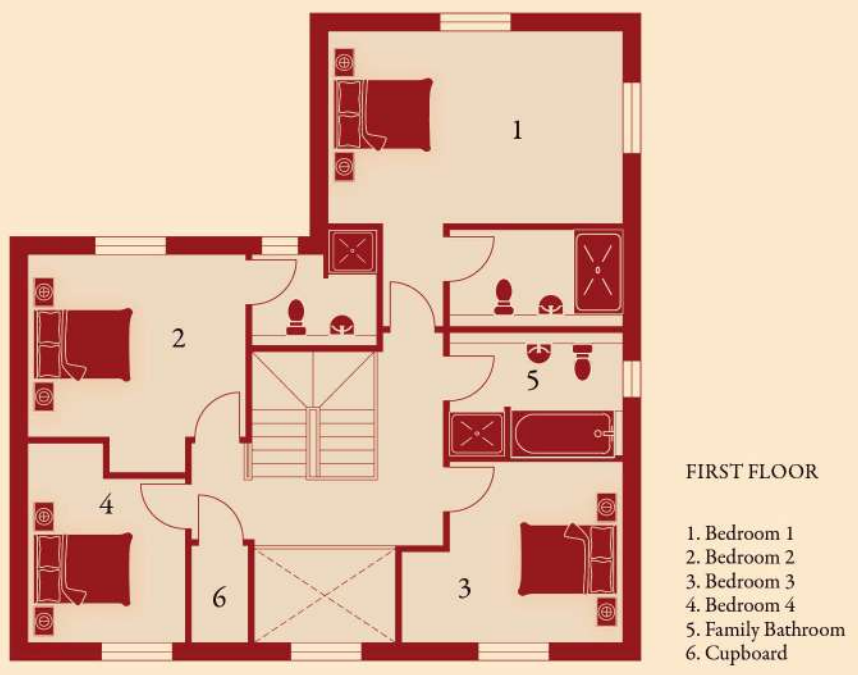 1
2
5
4
3
6
FIRST FLOOR
1. Bedroom 1
2. Bedroom 2
3. Bedroom 3
4. Bedroom 4
5. Family Bathroom
6. Cupboard